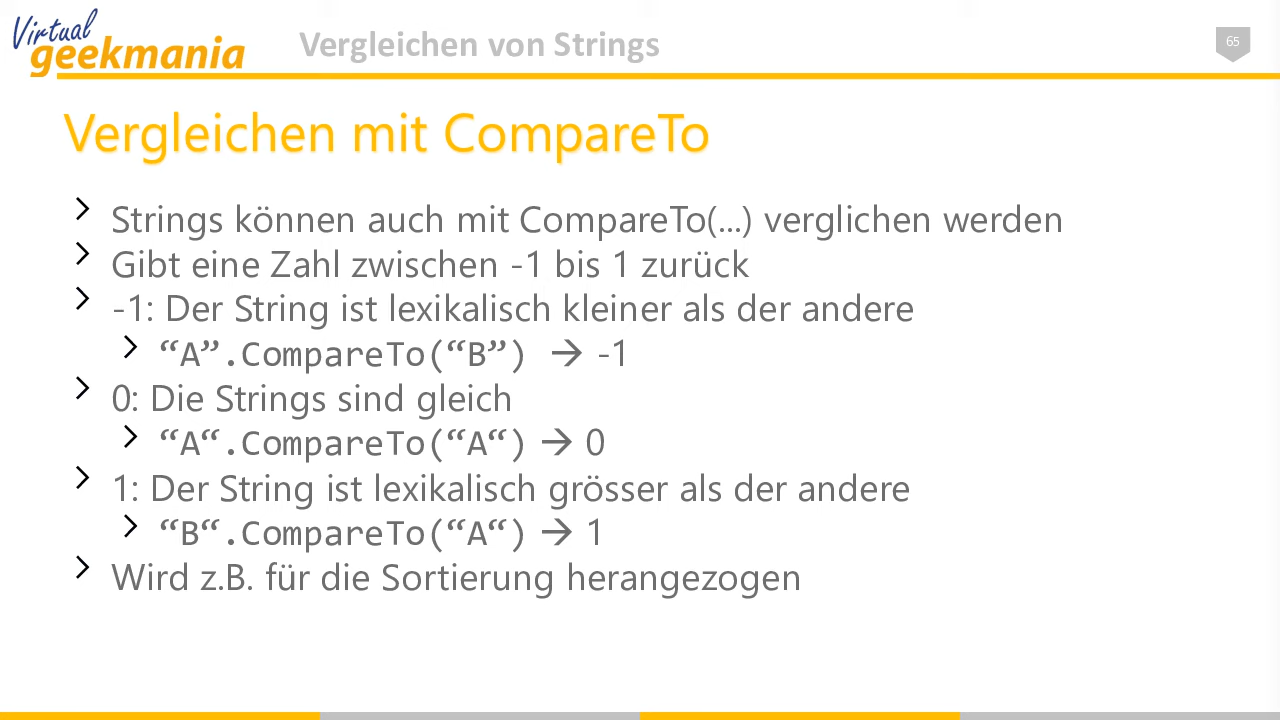 Virtual
geekmania
Vergleichen von Strings
65
Vergleichen mit CompareTo
Strings können auch mit CompareTo(...) verglichen werden
Gibt eine Zahl zwischen -1 bis 1 zurück
-1: Der String ist lexikalisch kleiner als der andere
“A”.CompareTo(“B”) → -1
0: Die Strings sind gleich
“A“.CompareTo(“A“) → 0
1: Der String ist lexikalisch grösser als der andere
“B“.CompareTo(“A“) → 1
Wird z.B. für die Sortierung herangezogen